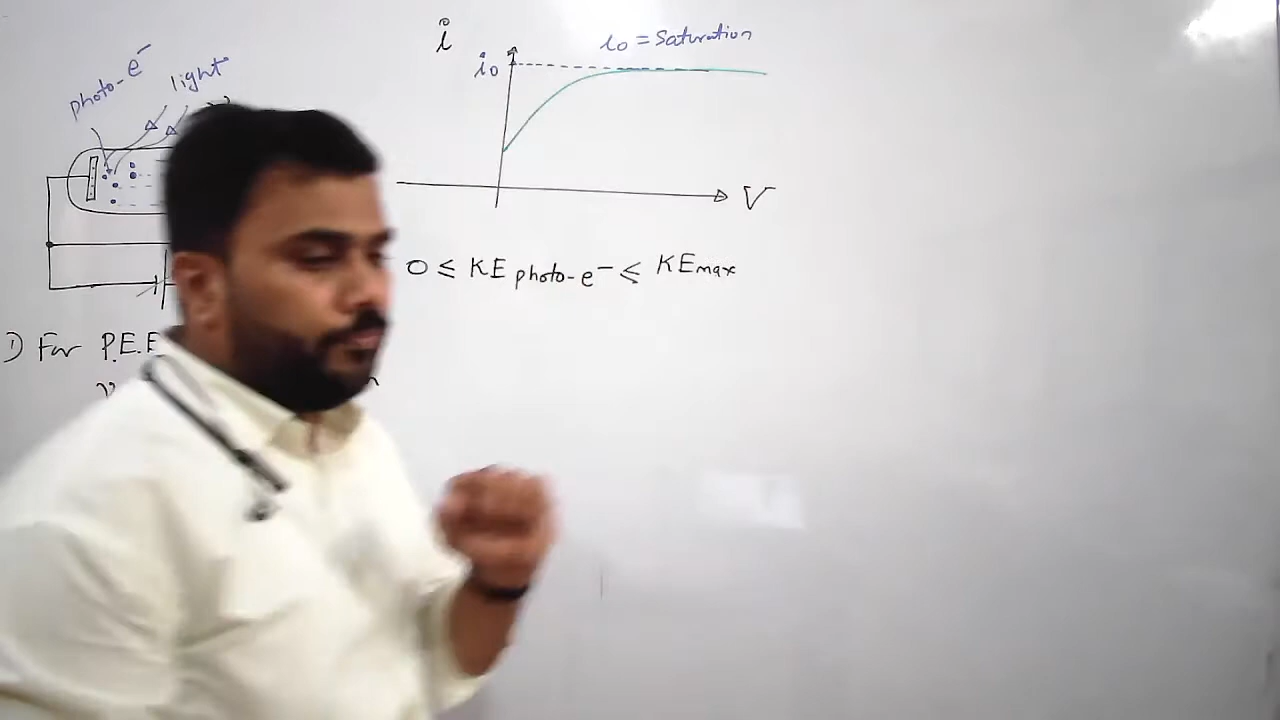 photo-e⁻
light
i
i₀
i₀ = Saturation
V
0 ≤ KE photo-e⁻ ≤ KEmax
1) For P.E.E